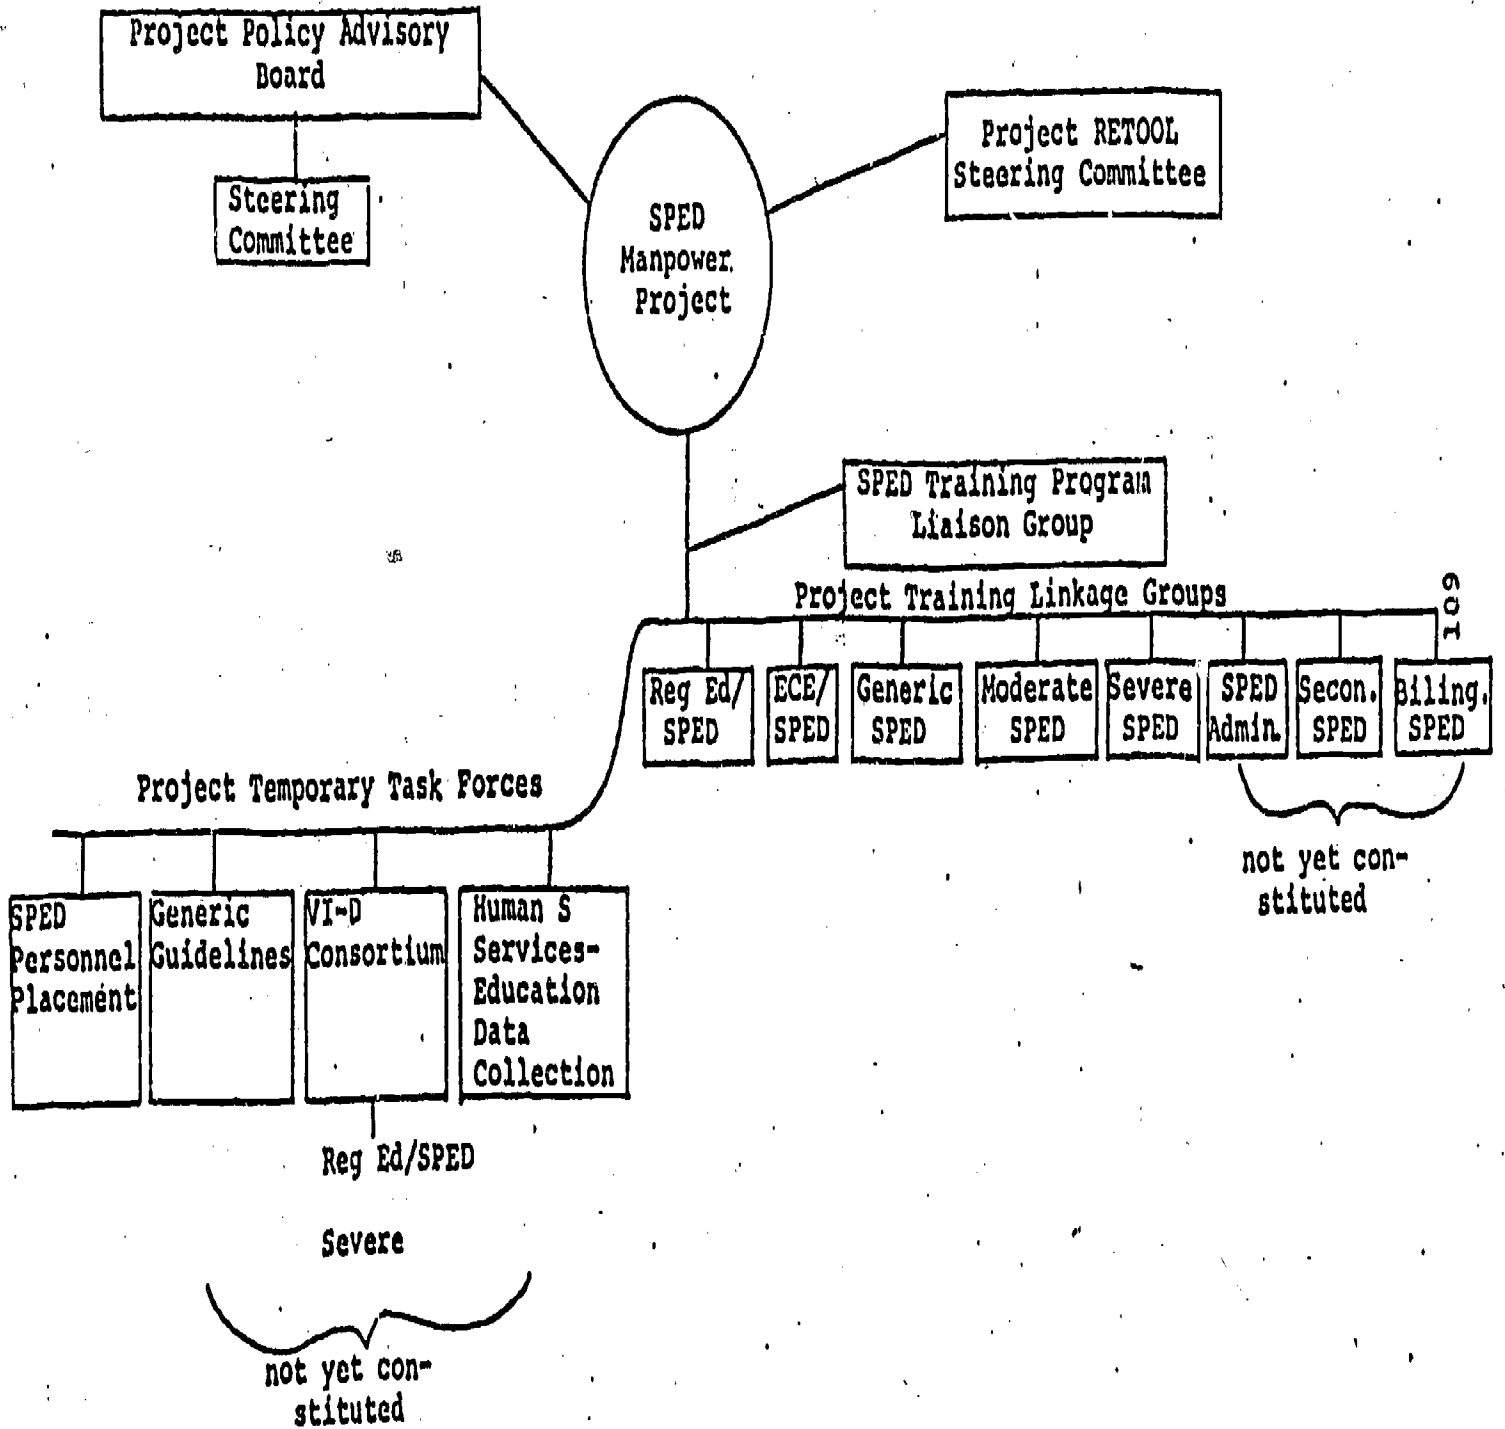 Project Policy Advisory
Board
Steering
Committee
SPED
Manpower
Project
Project RETOOL
Steering Committee
SPED Training Program
Liaison Group
Project Training Linkage Groups
109
Reg Ed/
SPED
ECE/
SPED
Generic
SPED
Moderate
SPED
Severe
SPED
SPED
Admin.
Secon.
SPED
Biling.
SPED
not yet con-
stituted
Project Temporary Task Forces
SPED
Personnel
Placement
Generic
Guidelines
VI-D
Consortium
Human S
Services-
Education
Data
Collection
Reg Ed/SPED
Severe
not yet con-
stituted